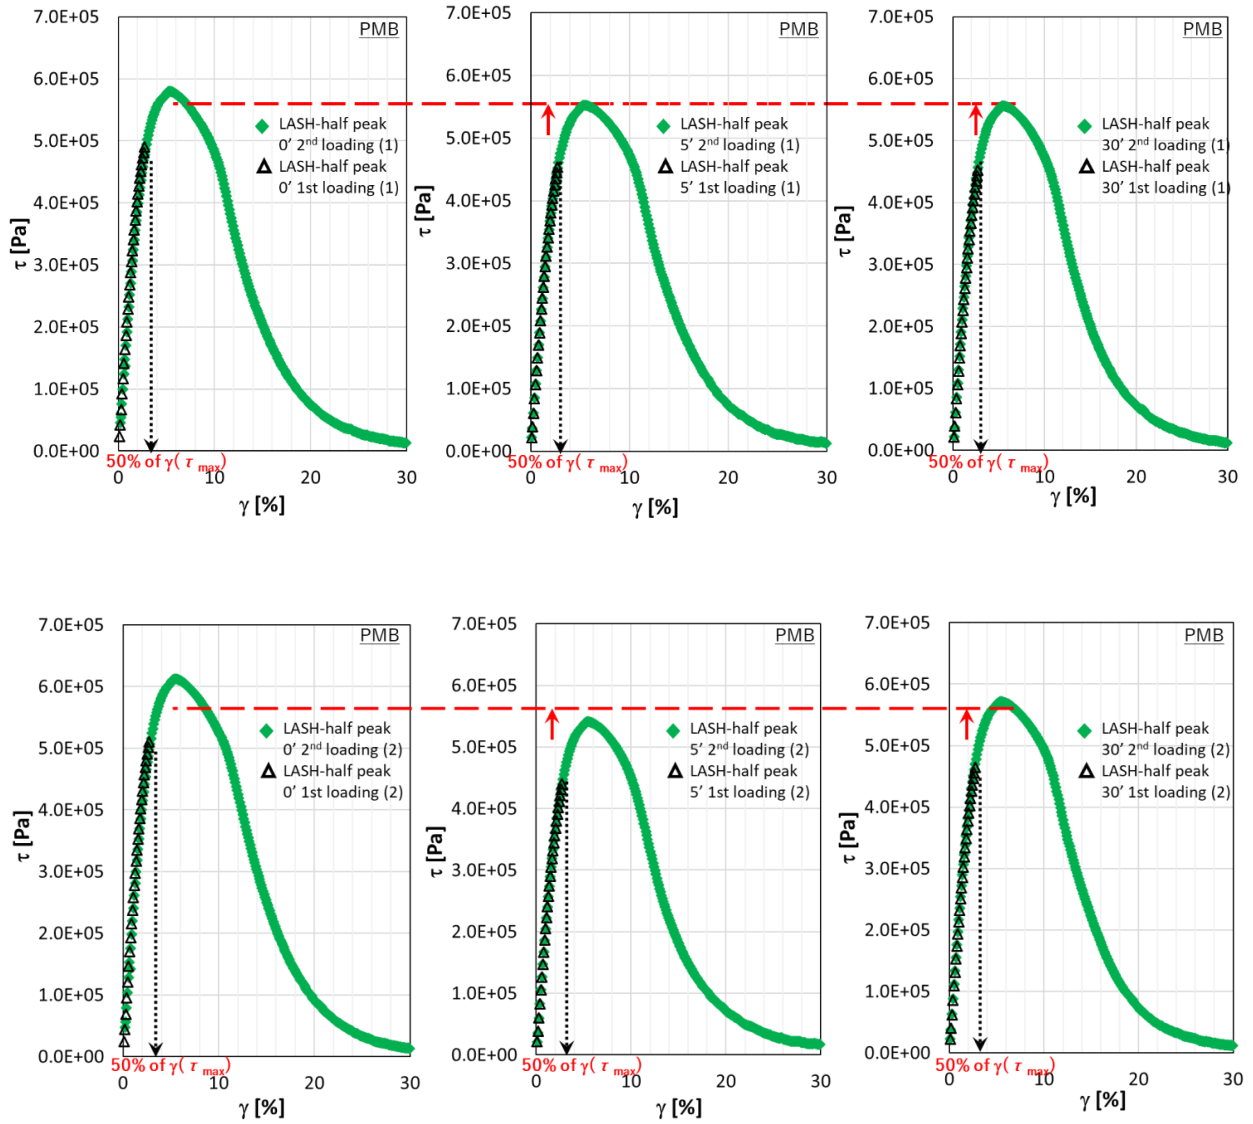 7.0E+05
6.0E+05
5.0E+05
4.0E+05
3.0E+05
2.0E+05
1.0E+05
0.0E+00
τ [Pa]
PMB
LASH-half peak
0' 2nd loading (1)
LASH-half peak
0' 1st loading (1)
50% of γ( τ max)
0 10 20 30
γ [%]
7.0E+05
6.0E+05
5.0E+05
4.0E+05
3.0E+05
2.0E+05
1.0E+05
0.0E+00
τ [Pa]
PMB
LASH-half peak
5' 2nd loading (1)
LASH-half peak
5' 1st loading (1)
50% of γ( τ max)
0 10 20 30
γ [%]
7.0E+05
6.0E+05
5.0E+05
4.0E+05
3.0E+05
2.0E+05
1.0E+05
0.0E+00
τ [Pa]
PMB
LASH-half peak
30' 2nd loading (1)
LASH-half peak
30' 1st loading (1)
50% of γ( τ max)
0 10 20 30
γ [%]
7.0E+05
6.0E+05
5.0E+05
4.0E+05
3.0E+05
2.0E+05
1.0E+05
0.0E+00
τ [Pa]
PMB
LASH-half peak
0' 2nd loading (2)
LASH-half peak
0' 1st loading (2)
50% of γ( τ max)
0 10 20 30
γ [%]
7.0E+05
6.0E+05
5.0E+05
4.0E+05
3.0E+05
2.0E+05
1.0E+05
0.0E+00
τ [Pa]
PMB
LASH-half peak
5' 2nd loading (2)
LASH-half peak
5' 1st loading (2)
50% of γ( τ max)
0 10 20 30
γ [%]
7.0E+05
6.0E+05
5.0E+05
4.0E+05
3.0E+05
2.0E+05
1.0E+05
0.0E+00
τ [Pa]
PMB
LASH-half peak
30' 2nd loading (2)
LASH-half peak
30' 1st loading (2)
50% of γ( τ max)
0 10 20 30
γ [%]